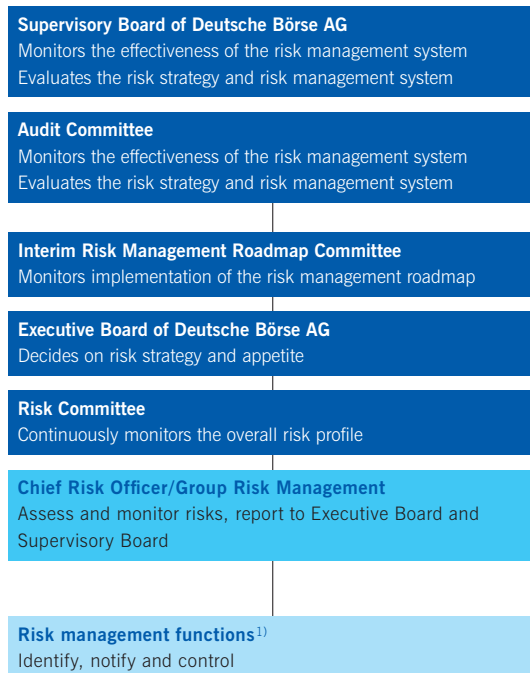 Supervisory Board of Deutsche Börse AG
Monitors the effectiveness of the risk management system
Evaluates the risk strategy and risk management system
Audit Committee
Monitors the effectiveness of the risk management system
Evaluates the risk strategy and risk management system
Interim Risk Management Roadmap Committee
Monitors implementation of the risk management roadmap
Executive Board of Deutsche Börse AG
Decides on risk strategy and appetite
Risk Committee
Continuously monitors the overall risk profile
Chief Risk Officer/Group Risk Management
Assess and monitor risks, report to Executive Board and
Supervisory Board
Risk management functions1)
Identify, notify and control